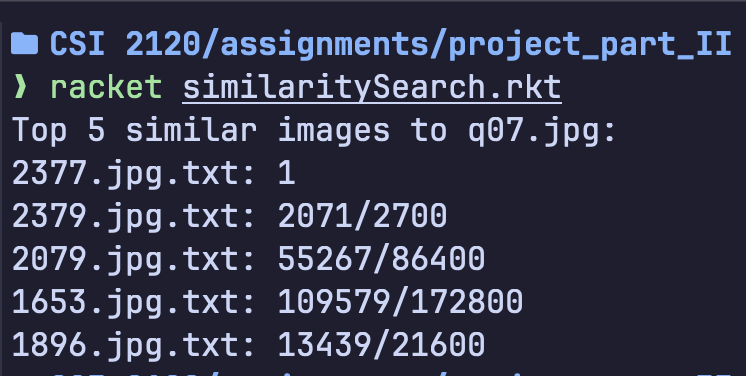 CSI 2120/assignments/project_part_II
❯ racket similaritySearch.rkt
Top 5 similar images to q07.jpg:
2377.jpg.txt: 1
2379.jpg.txt: 2071/2700
2079.jpg.txt: 55267/86400
1653.jpg.txt: 109579/172800
1896.jpg.txt: 13439/21600